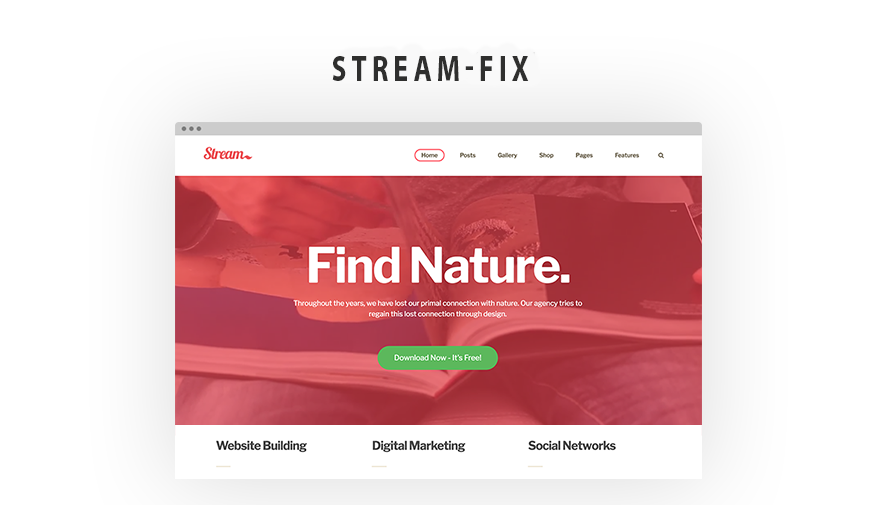 STREAM-FIX
Stream
Home Posts Gallery Shop Pages Features
Find Nature.
Throughout the years, we have lost our primal connection with nature. Our agency tries to
regain this lost connection through design.
Download Now - It's Free!
Website Building Digital Marketing Social Networks